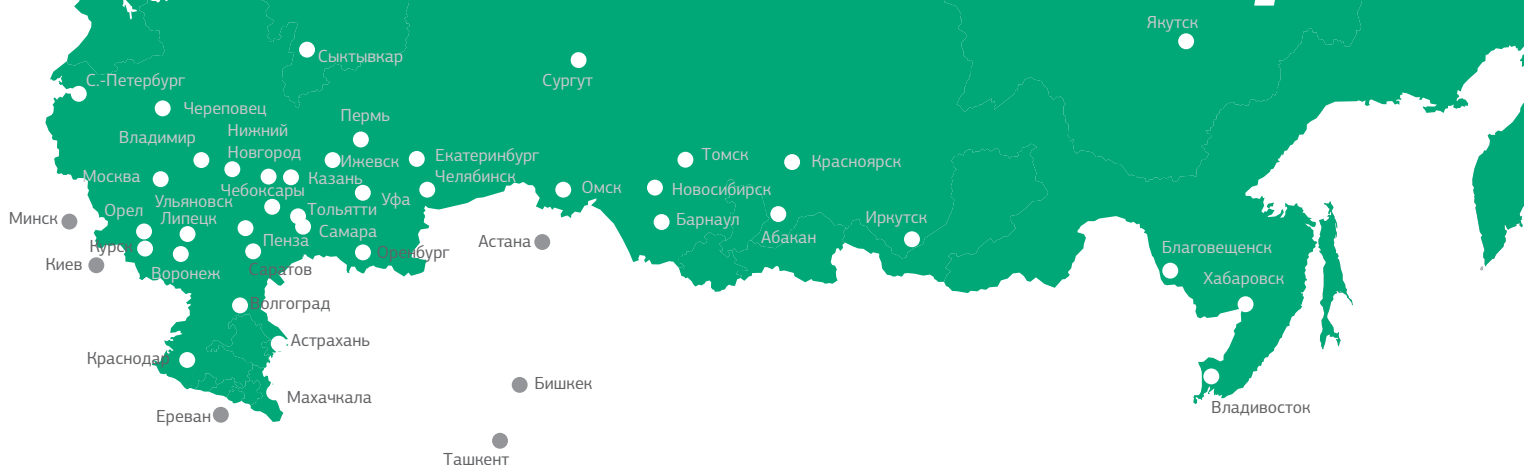 Якутск
Сыктывкар
С.-Петербург
Сургут
Череповец
Пермь
Нижний
Новгород
Владимир
Ижевск
Екатеринбург
Томск
Красноярск
Москва
Казань
Челябинск
Чебоксары
Омск
Новосибирск
Ульяновск
Уфа
Орел
Липецк
Тольятти
Минск
Барнаул
Иркутск
Самара
Абакан
Пенза
Астана
Курск
Оренбург
Благовещенск
Киев
Воронеж
Саратов
Хабаровск
Волгоград
Астрахань
Краснодар
Бишкек
Махачкала
Владивосток
Ереван
Ташкент